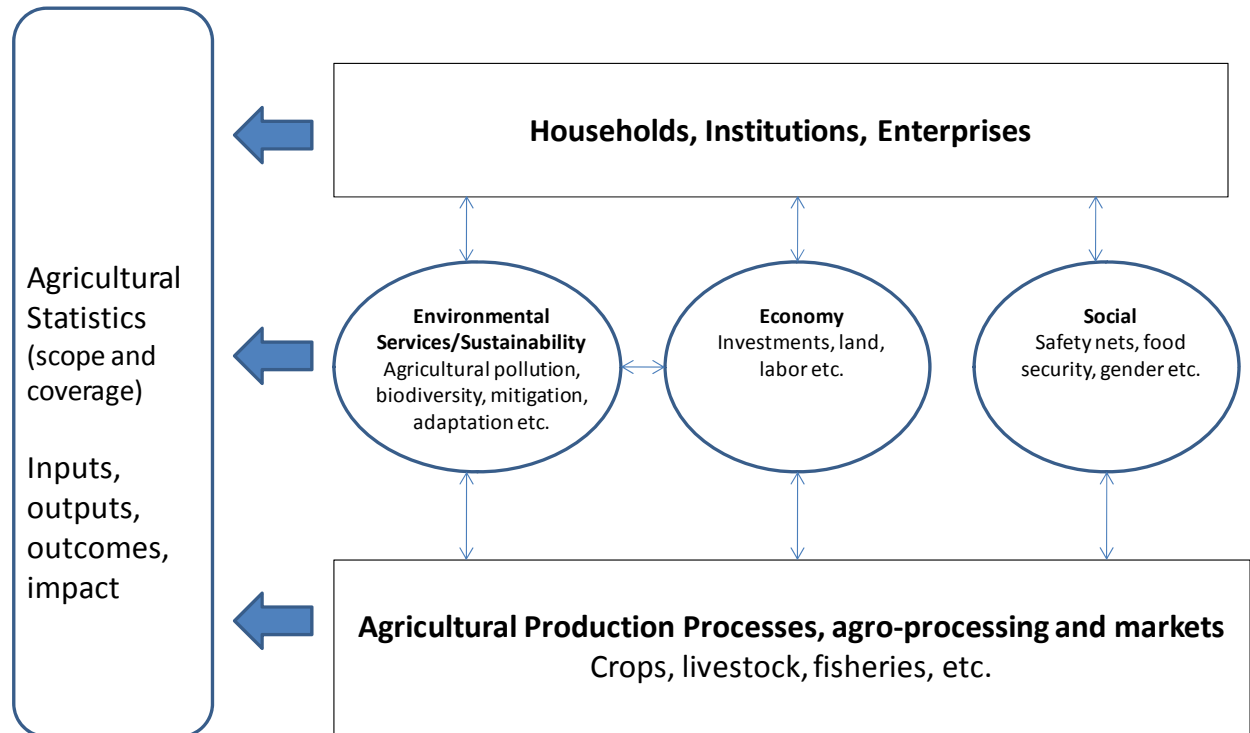 Agricultural
Statistics
(scope and
coverage)
Inputs,
outputs,
outcomes,
impact
Households, Institutions, Enterprises
Environmental
Services/Sustainability
Agricultural pollution,
biodiversity, mitigation,
adaptation etc.
Economy
Investments, land,
labor etc.
Social
Safety nets, food
security, gender etc.
Agricultural Production Processes, agro-processing and markets
Crops, livestock, fisheries, etc.